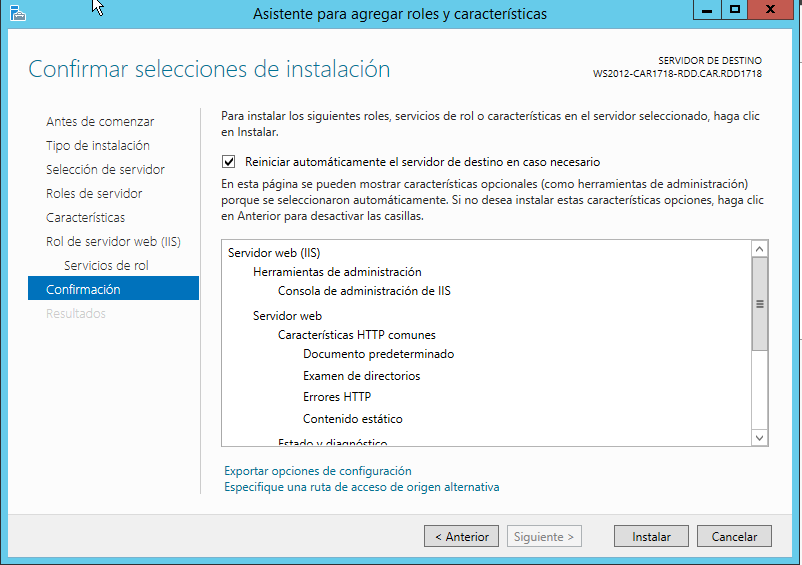 Asistente para agregar roles y características
Confirmar selecciones de instalación
SERVIDOR DE DESTINO
WS2012-CAR1718-RDD.CAR.RDD1718
Antes de comenzar
Tipo de instalación
Selección de servidor
Roles de servidor
Características
Rol de servidor web (IIS)
Servicios de rol
Confirmación
Resultados
Para instalar los siguientes roles, servicios de rol o características en el servidor seleccionado, haga clic
en Instalar.
Reiniciar automáticamente el servidor de destino en caso necesario
En esta página se pueden mostrar características opcionales (como herramientas de administración)
porque se seleccionaron automáticamente. Si no desea instalar estas características opciones, haga clic
en Anterior para desactivar las casillas.
Servidor web (IIS)
Herramientas de administración
Consola de administración de IIS
Servidor web
Características HTTP comunes
Documento predeterminado
Examen de directorios
Errores HTTP
Contenido estático
Estado y diagnóstico
Exportar opciones de configuración
Especifique una ruta de acceso de origen alternativa
< Anterior
Siguiente >
Instalar
Cancelar